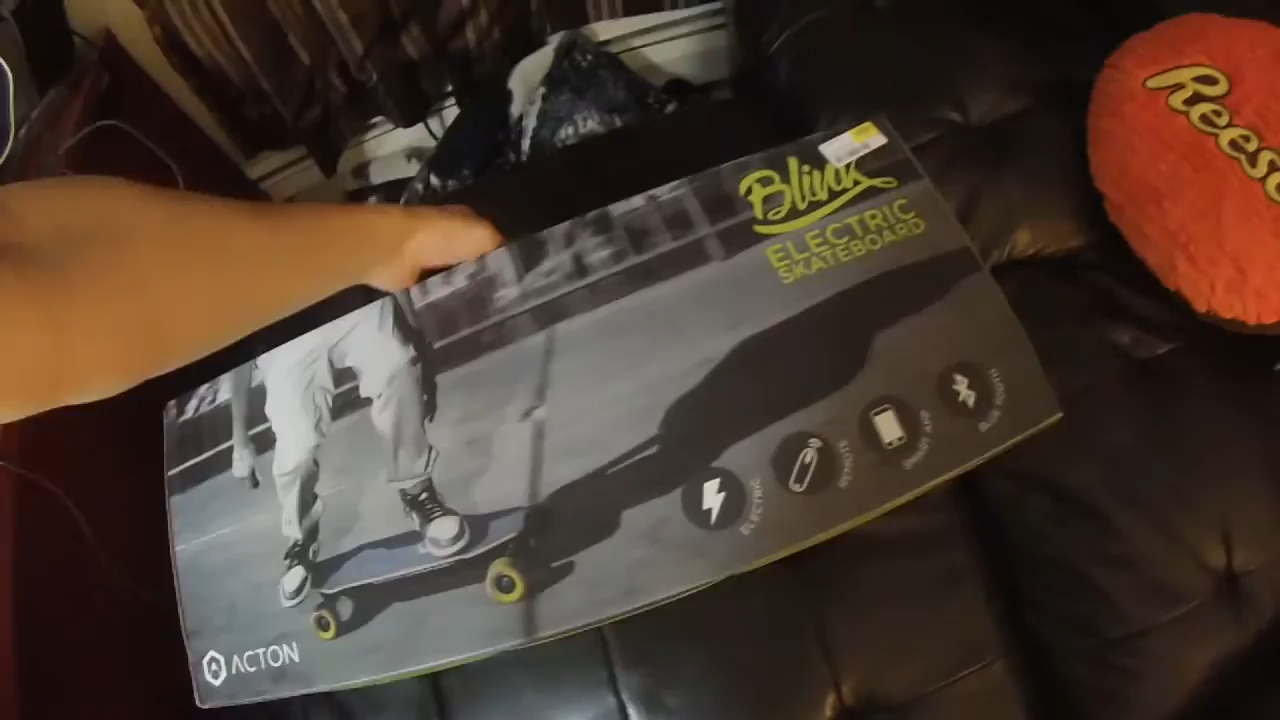 Blink
ELECTRIC
SKATEBOARD
Reese
ELECTRIC
REMOTE
SMART APP
BLUETOOTH
ACTON